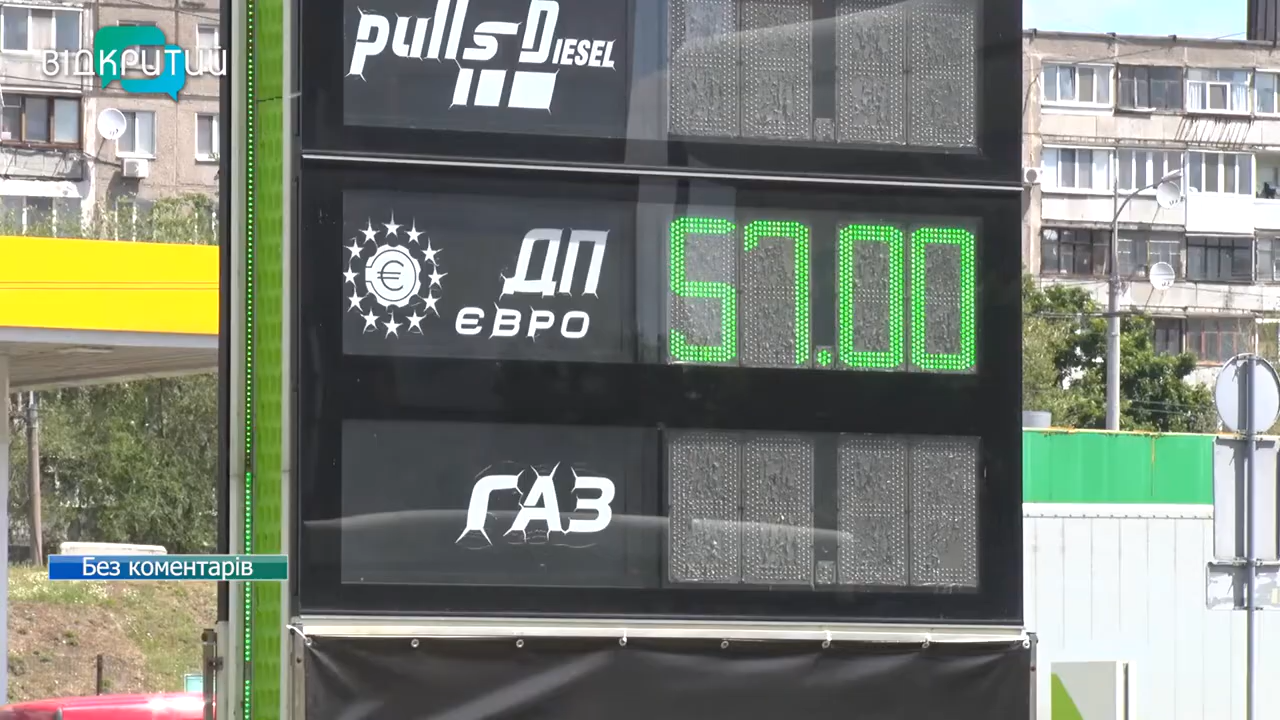 ВІДКРИТИЙ
pulls Diesel
ДП
ЄВРО
57.00
ГАЗ
Без коментарів